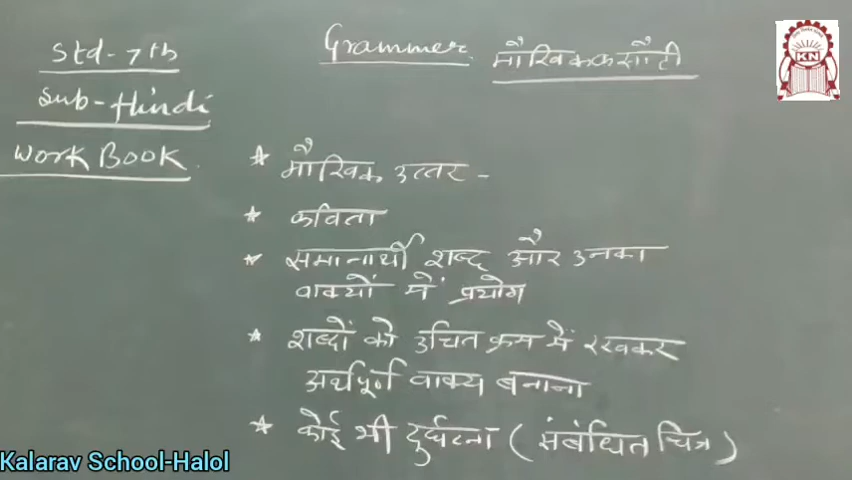 Std-7th
Sub-Hindi
WORK BOOK.
Grammer.
मौखिक कसौटी
KN
* मौखिक उत्तर -
* कविता
* समानार्थी शब्द और उनका
वाक्यों में प्रयोग
* शब्दों को उचित क्रम में रखकर
अर्थपूर्ण वाक्य बनाना
* कोई भी दुर्घटना (संबंधित चित्र)
Kalarav School-Halol